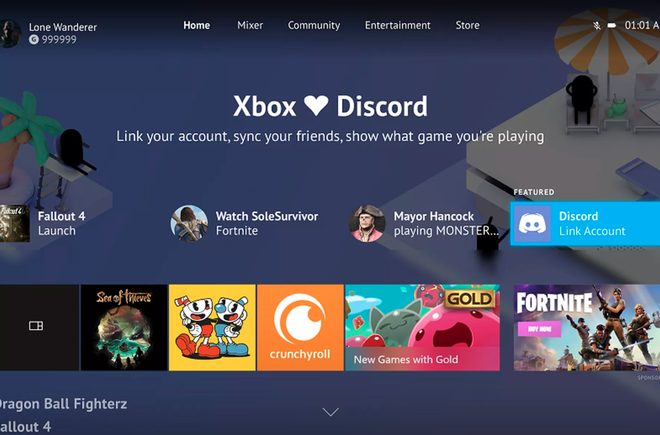 Lone Wanderer
G 999999
Home Mixer Community Entertainment Store
01:01 A
Xbox ♥ Discord
Link your account, sync your friends, show what game you're playing
FEATURED
Fallout 4
Launch
Watch SoleSurvivor
Fortnite
Mayor Hancock
playing MONSTER...
Discord
Link Account
Sea of Thieves
crunchyroll
GOLD
New Games with Gold
FORTNITE
BUY NOW
SPONSOR
Dragon Ball Fighterz
allout 4